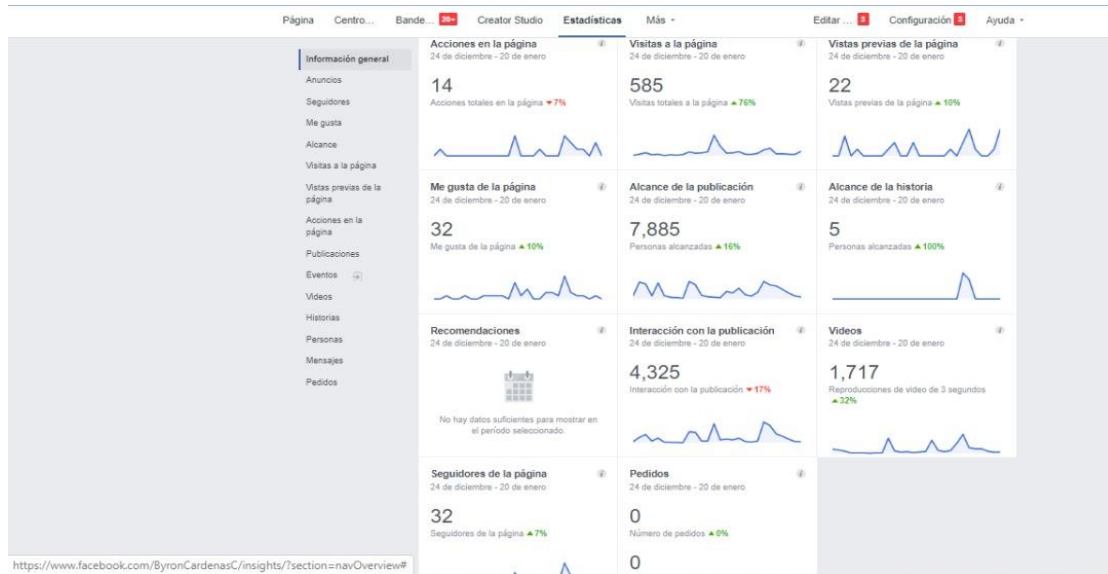 Página Centro... Bande... 20+ Creator Studio Estadísticas Más Editar ... 3 Configuración 3 Ayuda
Información general
Anuncios
Seguidores
Me gusta
Alcance
Visitas a la página
Vistas previas de la
página
Acciones en la
página
Publicaciones
Eventos
Videos
Historias
Personas
Mensajes
Pedidos
Acciones en la página
24 de diciembre - 20 de enero
14
Acciones totales en la página ▼7%
Visitas a la página
24 de diciembre - 20 de enero
585
Visitas totales a la página ▲76%
Vistas previas de la página
24 de diciembre - 20 de enero
22
Vistas previas de la página ▲10%
Me gusta de la página
24 de diciembre - 20 de enero
32
Me gusta de la página ▲10%
Alcance de la publicación
24 de diciembre - 20 de enero
7,885
Personas alcanzadas ▲16%
Alcance de la historia
24 de diciembre - 20 de enero
5
Personas alcanzadas ▲100%
Recomendaciones
24 de diciembre - 20 de enero
No hay datos suficientes para mostrar en
el período seleccionado.
Interacción con la publicación
24 de diciembre - 20 de enero
4,325
Interacción con la publicación ▼17%
Videos
24 de diciembre - 20 de enero
1,717
Reproducciones de video de 3 segundos
▲32%
Seguidores de la página
24 de diciembre - 20 de enero
32
Seguidores de la página ▲7%
Pedidos
24 de diciembre - 20 de enero
0
Número de pedidos ▲0%
0
https://www.facebook.com/ByronCardenasC/insights/?section=navOverview#